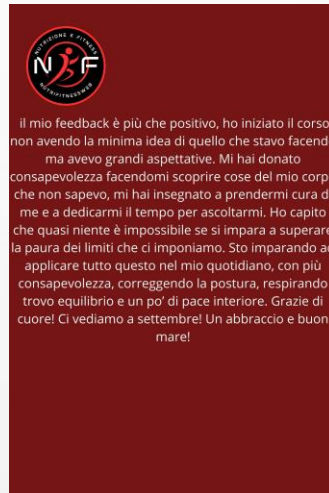 NUTRIZIONE E FITNESS
N F
NUTRIFITNESSWEB
il mio feedback è più che positivo, ho iniziato il corso
non avendo la minima idea di quello che stavo facend
ma avevo grandi aspettative. Mi hai donato
consapevolezza facendomi scoprire cose del mio corp
che non sapevo, mi hai insegnato a prendermi cura d
me e a dedicarmi il tempo per ascoltarmi. Ho capito
che quasi niente è impossibile se si impara a superare
la paura dei limiti che ci imponiamo. Sto imparando ad
applicare tutto questo nel mio quotidiano, con più
consapevolezza, correggendo la postura, respirando
trovo equilibrio e un po' di pace interiore. Grazie di
cuore! Ci vediamo a settembre! Un abbraccio e buon
mare!